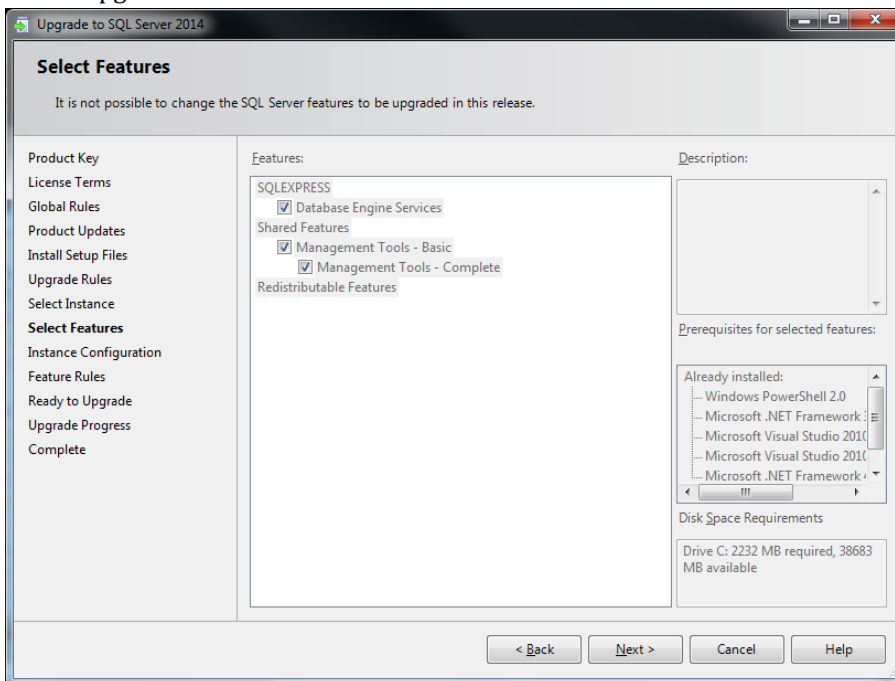 Upgrade to SQL Server 2014
Select Features
It is not possible to change the SQL Server features to be upgraded in this release.
Product Key
License Terms
Global Rules
Product Updates
Install Setup Files
Upgrade Rules
Select Instance
Select Features
Instance Configuration
Feature Rules
Ready to Upgrade
Upgrade Progress
Complete
Features:
SQLEXPRESS
Database Engine Services
Shared Features
Management Tools - Basic
Management Tools - Complete
Redistributable Features
Description:
Prerequisites for selected features:
Already installed:
Windows PowerShell 2.0
Microsoft .NET Framework
Microsoft Visual Studio 201
Microsoft Visual Studio 201
Microsoft .NET Framework
Disk Space Requirements
Drive C: 2232 MB required, 38683
MB available
< Back
Next >
Cancel
Help